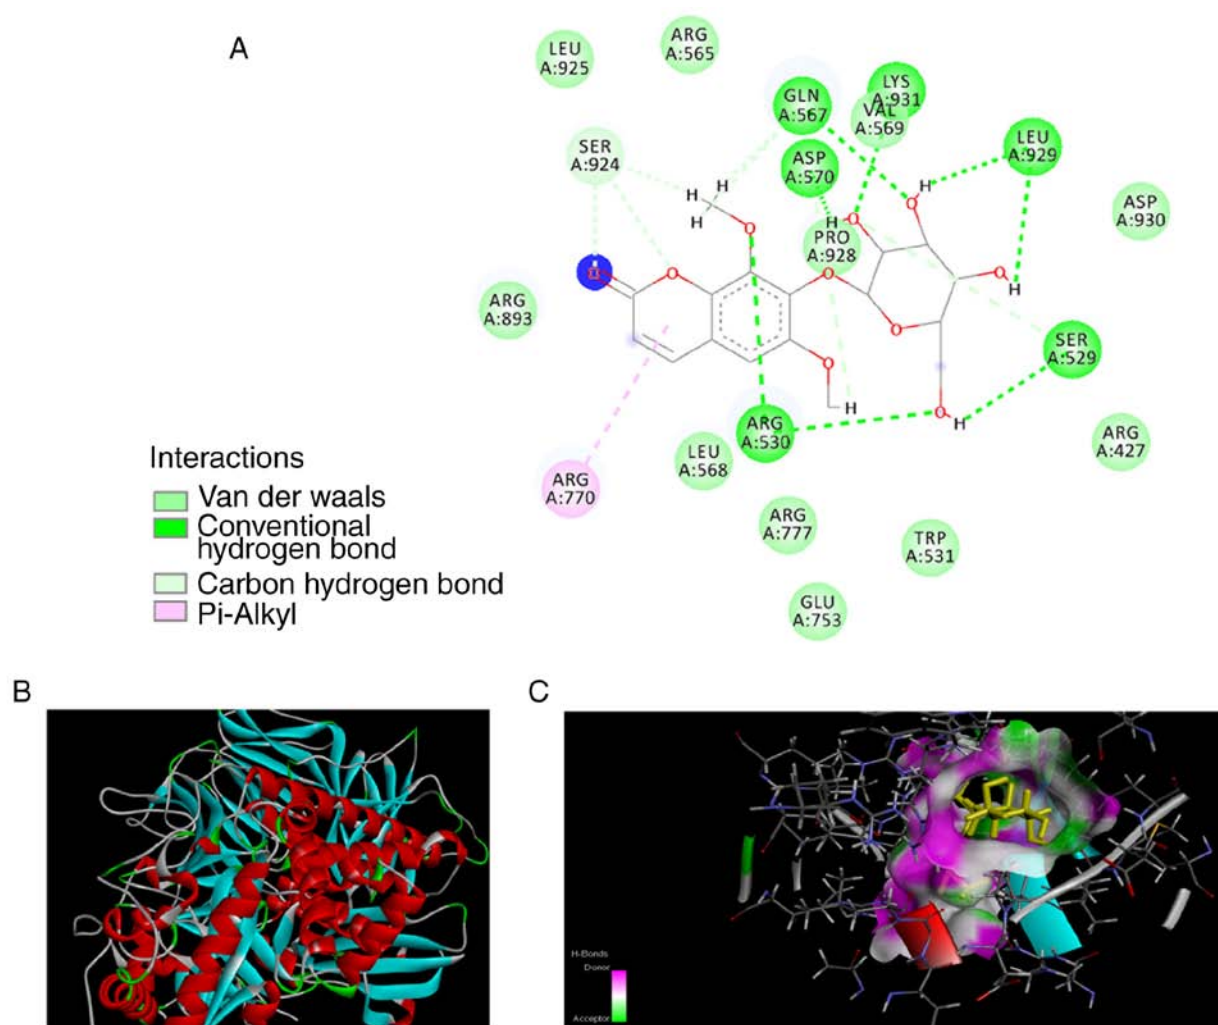 A
LEU
A:925
ARG
A:565
GLN
A:567
LYS
A:931
VAL
A:569
LEU
A:929
SER
A:924
ASP
A:570
H
H
H
H
O
O
H
O
ASP
A:930
PRO
A:928
O
O
O
O
H
ARG
A:893
O
O
SER
A:529
H
O
H
ARG
A:530
ARG
A:427
LEU
A:568
Interactions
ARG
A:770
Van der waals
Conventional
hydrogen bond
ARG
A:777
TRP
A:531
Carbon hydrogen bond
Pi-Alkyl
GLU
A:753
B
C
H-Bonds
Donor
Acceptor